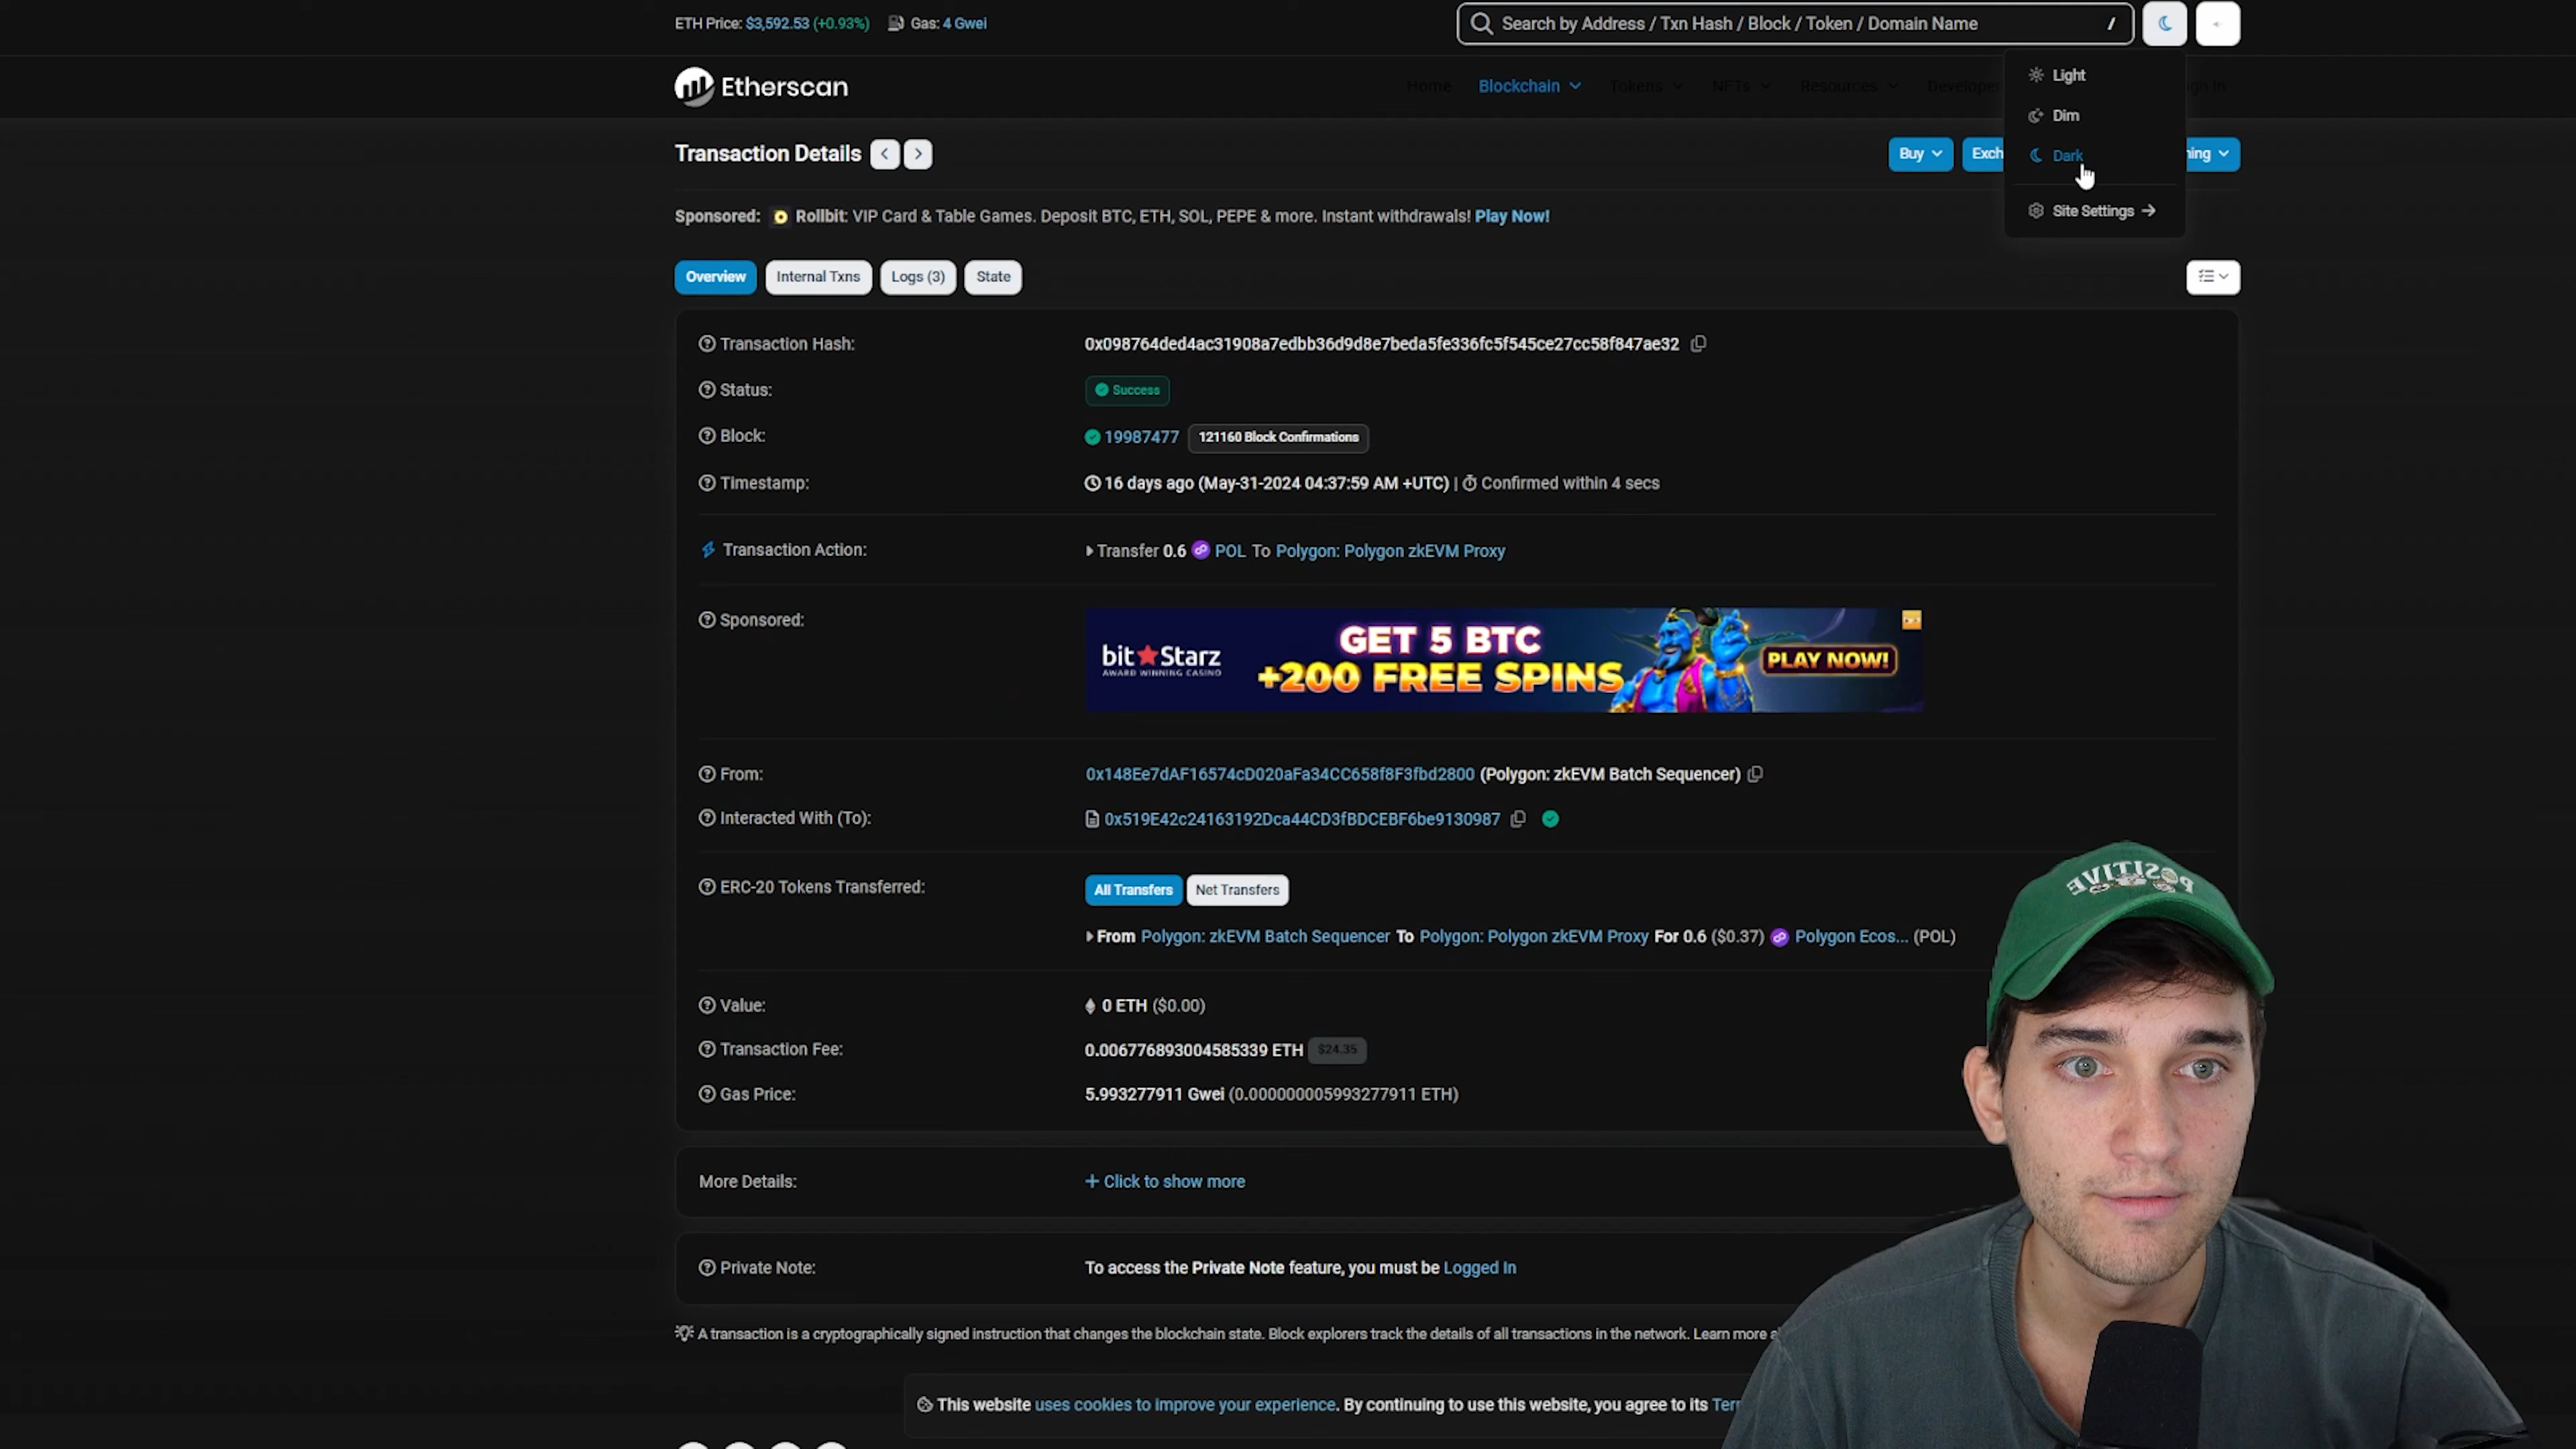 ETH Price: $3,592.53 (+0.93%) Gas: 4 Gwei
Search by Address / Txn Hash / Block / Token / Domain Name /
Etherscan
Home Blockchain Tokens NFTs Resources Developer
Light
Dim
Dark
Site Settings →
Transaction Details
Buy
Sponsored: Rollbit: VIP Card & Table Games. Deposit BTC, ETH, SOL, PEPE & more. Instant withdrawals! Play Now!
Overview Internal Txns Logs (3) State
Transaction Hash: 0x098764ded4ac31908a7edbb36d9d8e7beda5fe336fc5f545ce27cc58f847ae32
Status: Success
Block: 19987477 121160 Block Confirmations
Timestamp: 16 days ago (May-31-2024 04:37:59 AM +UTC) | Confirmed within 4 secs
Transaction Action: Transfer 0.6 POL To Polygon: Polygon zkEVM Proxy
Sponsored:
bitStarz
AWARD WINNING CASINO
GET 5 BTC
+200 FREE SPINS
PLAY NOW!
From: 0x148Ee7dAF16574cD020aFa34CC658f8F3fbd2800 (Polygon: zkEVM Batch Sequencer)
Interacted With (To): 0x519E42c24163192Dca44CD3fBDCEBF6be9130987
ERC-20 Tokens Transferred: All Transfers Net Transfers
From Polygon: zkEVM Batch Sequencer To Polygon: Polygon zkEVM Proxy For 0.6 ($0.37) Polygon Ecos... (POL)
Value: 0 ETH ($0.00)
Transaction Fee: 0.006776893004585339 ETH $24.35
Gas Price: 5.993277911 Gwei (0.000000005993277911 ETH)
More Details: + Click to show more
Private Note: To access the Private Note feature, you must be Logged In
A transaction is a cryptographically signed instruction that changes the blockchain state. Block explorers track the details of all transactions in the network. Learn more
This website uses cookies to improve your experience. By continuing to use this website, you agree to its
POSITIVE